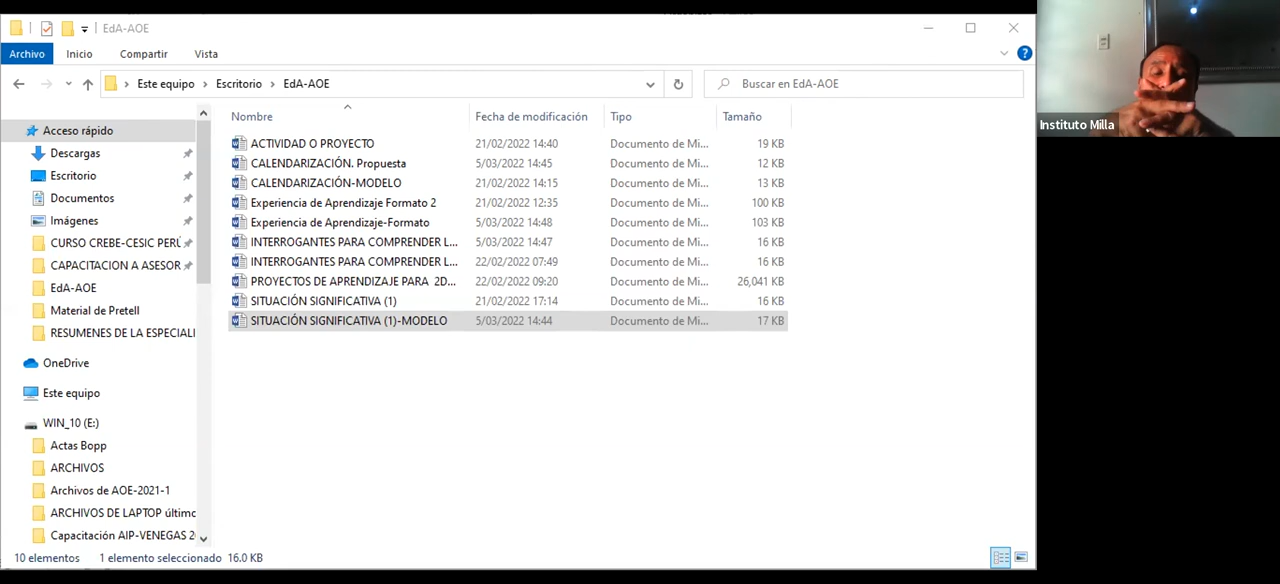 EdA-AOE
Archivo Inicio Compartir Vista
Este equipo Escritorio EdA-AOE Buscar en EdA-AOE
Instituto Milla
Nombre Fecha de modificación Tipo Tamaño
ACTIVIDAD O PROYECTO 21/02/2022 14:40 Documento de Mi... 19 KB
CALENDARIZACIÓN. Propuesta 5/03/2022 14:45 Documento de Mi... 12 KB
CALENDARIZACIÓN-MODELO 21/02/2022 14:15 Documento de Mi... 13 KB
Experiencia de Aprendizaje Formato 2 21/02/2022 12:35 Documento de Mi... 100 KB
Experiencia de Aprendizaje-Formato 5/03/2022 14:48 Documento de Mi... 103 KB
INTERROGANTES PARA COMPRENDER L... 5/03/2022 14:47 Documento de Mi... 16 KB
INTERROGANTES PARA COMPRENDER L... 22/02/2022 07:49 Documento de Mi... 16 KB
PROYECTOS DE APRENDIZAJE PARA 2D... 22/02/2022 09:20 Documento de Mi... 26,041 KB
SITUACIÓN SIGNIFICATIVA (1) 21/02/2022 17:14 Documento de Mi... 16 KB
SITUACIÓN SIGNIFICATIVA (1)-MODELO 5/03/2022 14:44 Documento de Mi... 17 KB
Acceso rápido
Descargas
Escritorio
Documentos
Imágenes
CURSO CREBE-CESIC PERÚ
CAPACITACION A ASESOR
EdA-AOE
Material de Pretell
RESUMENES DE LA ESPECIALI
OneDrive
Este equipo
WIN_10 (E:)
Actas Bopp
ARCHIVOS
Archivos de AOE-2021-1
ARCHIVOS DE LAPTOP último
Capacitación AIP-VENEGAS 2
10 elementos 1 elemento seleccionado 16.0 KB